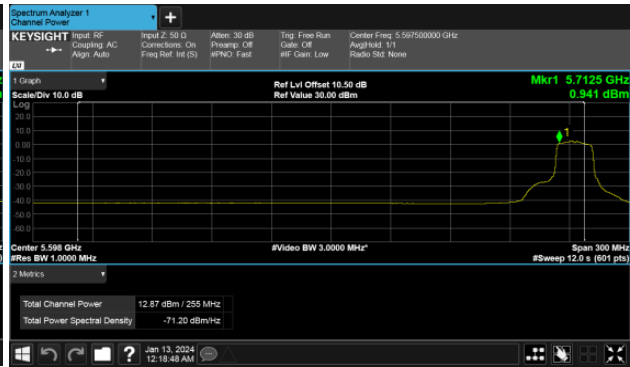 Spectrum Analyzer 1
Channel Power
+
KEYSIGHT Input: RF Input Z: 50 Ω Atten: 30 dB Trig: Free Run Center Freq: 5.597500000 GHz
Coupling: AC Corrections: On Preamp: Off Gate: Off Avg|Hold: 1/1
Align: Auto Freq Ref: Int (S) #PNO: Fast #IF Gain: Low Radio Std: None
LXI
1 Graph Ref Lvl Offset 10.50 dB Mkr1 5.7125 GHz
Scale/Div 10.0 dB Ref Value 30.00 dBm 0.941 dBm
Log
20.0
10.0
1
0.00
-10.0
-20.0
-30.0
-40.0
-50.0
-60.0
Center 5.598 GHz #Video BW 3.0000 MHz* Span 300 MHz
#Res BW 1.0000 MHz #Sweep 12.0 s (601 pts)
2 Metrics
Total Channel Power 12.87 dBm / 255 MHz
Total Power Spectral Density -71.20 dBm/Hz
? Jan 13, 2024
12:18:48 AM